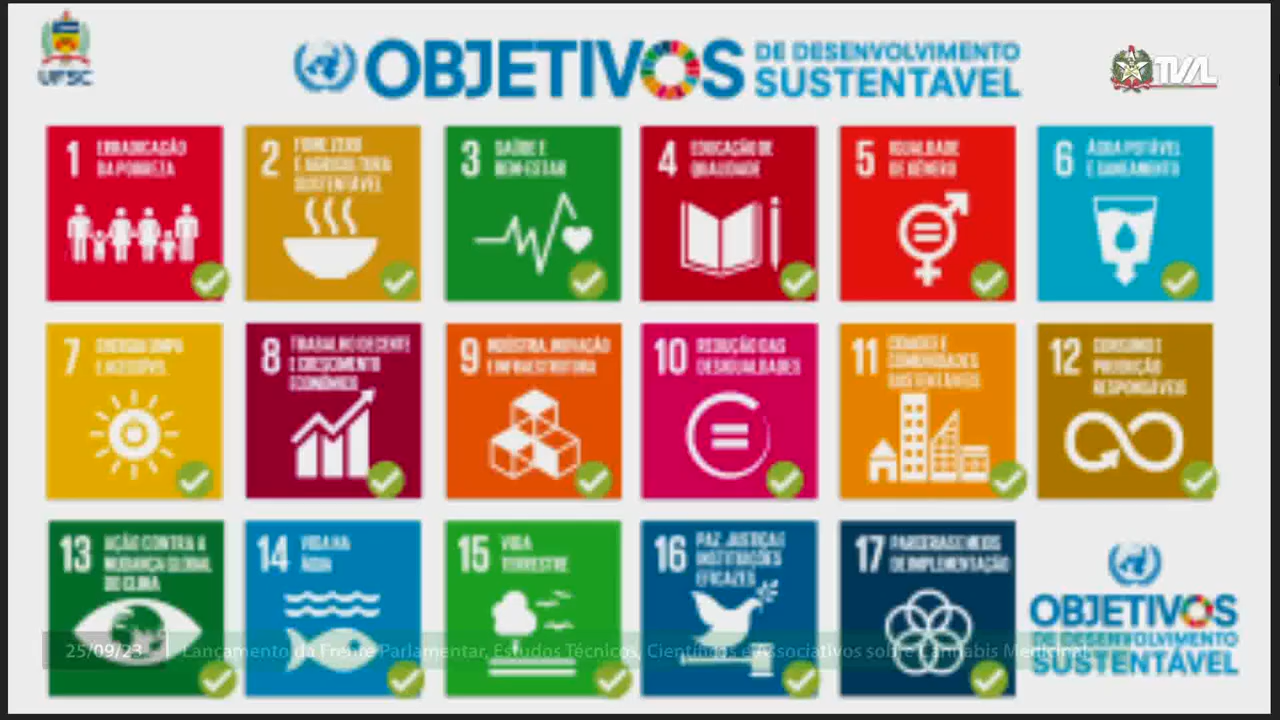 UFSC
OBJETIVOS
DE DESENVOLVIMENTO
SUSTENTÁVEL
TVAL
1 ERRADICAÇÃO
DA POBREZA
2 FOME ZERO
E AGRICULTURA
SUSTENTÁVEL
3 SAÚDE E
BEM-ESTAR
4 EDUCAÇÃO DE
QUALIDADE
5 IGUALDADE
DE GÊNERO
6 ÁGUA POTÁVEL
E SANEAMENTO
7 ENERGIA LIMPA
E ACESSÍVEL
8 TRABALHO DECENTE
E CRESCIMENTO
ECONÔMICO
9 INDÚSTRIA, INOVAÇÃO
E INFRAESTRUTURA
10 REDUÇÃO DAS
DESIGUALDADES
11 CIDADES E
COMUNIDADES
SUSTENTÁVEIS
12 CONSUMO E
PRODUÇÃO
RESPONSÁVEIS
13 AÇÃO CONTRA A
MUDANÇA GLOBAL
DO CLIMA
14 VIDA NA
ÁGUA
15 VIDA
TERRESTRE
16 PAZ, JUSTIÇA E
INSTITUIÇÕES
EFICAZES
17 PARCERIAS E MEIOS
DE IMPLEMENTAÇÃO
OBJETIVOS
DE DESENVOLVIMENTO
SUSTENTÁVEL
25/09/23 | Lançamento da Frente Parlamentar, Estudos Técnicos, Científicos e Associativos sobre Cannabis Medicinal